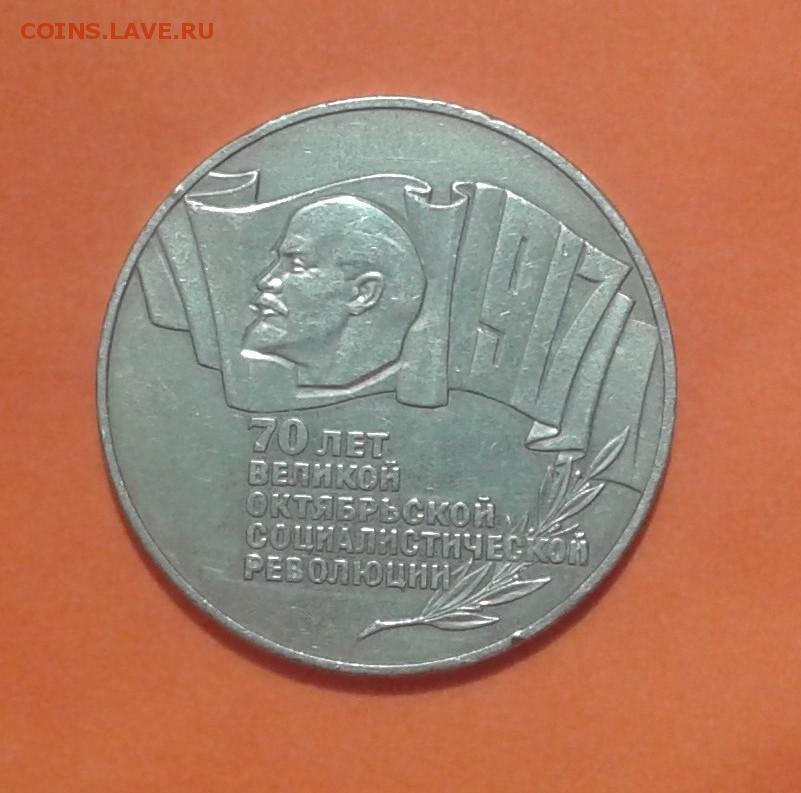 COINS.LAVE.RU
1917
70 ЛЕТ
ВЕЛИКОЙ
ОКТЯБРЬСКОЙ
СОЦИАЛИСТИЧЕСКОЙ
РЕВОЛЮЦИИ